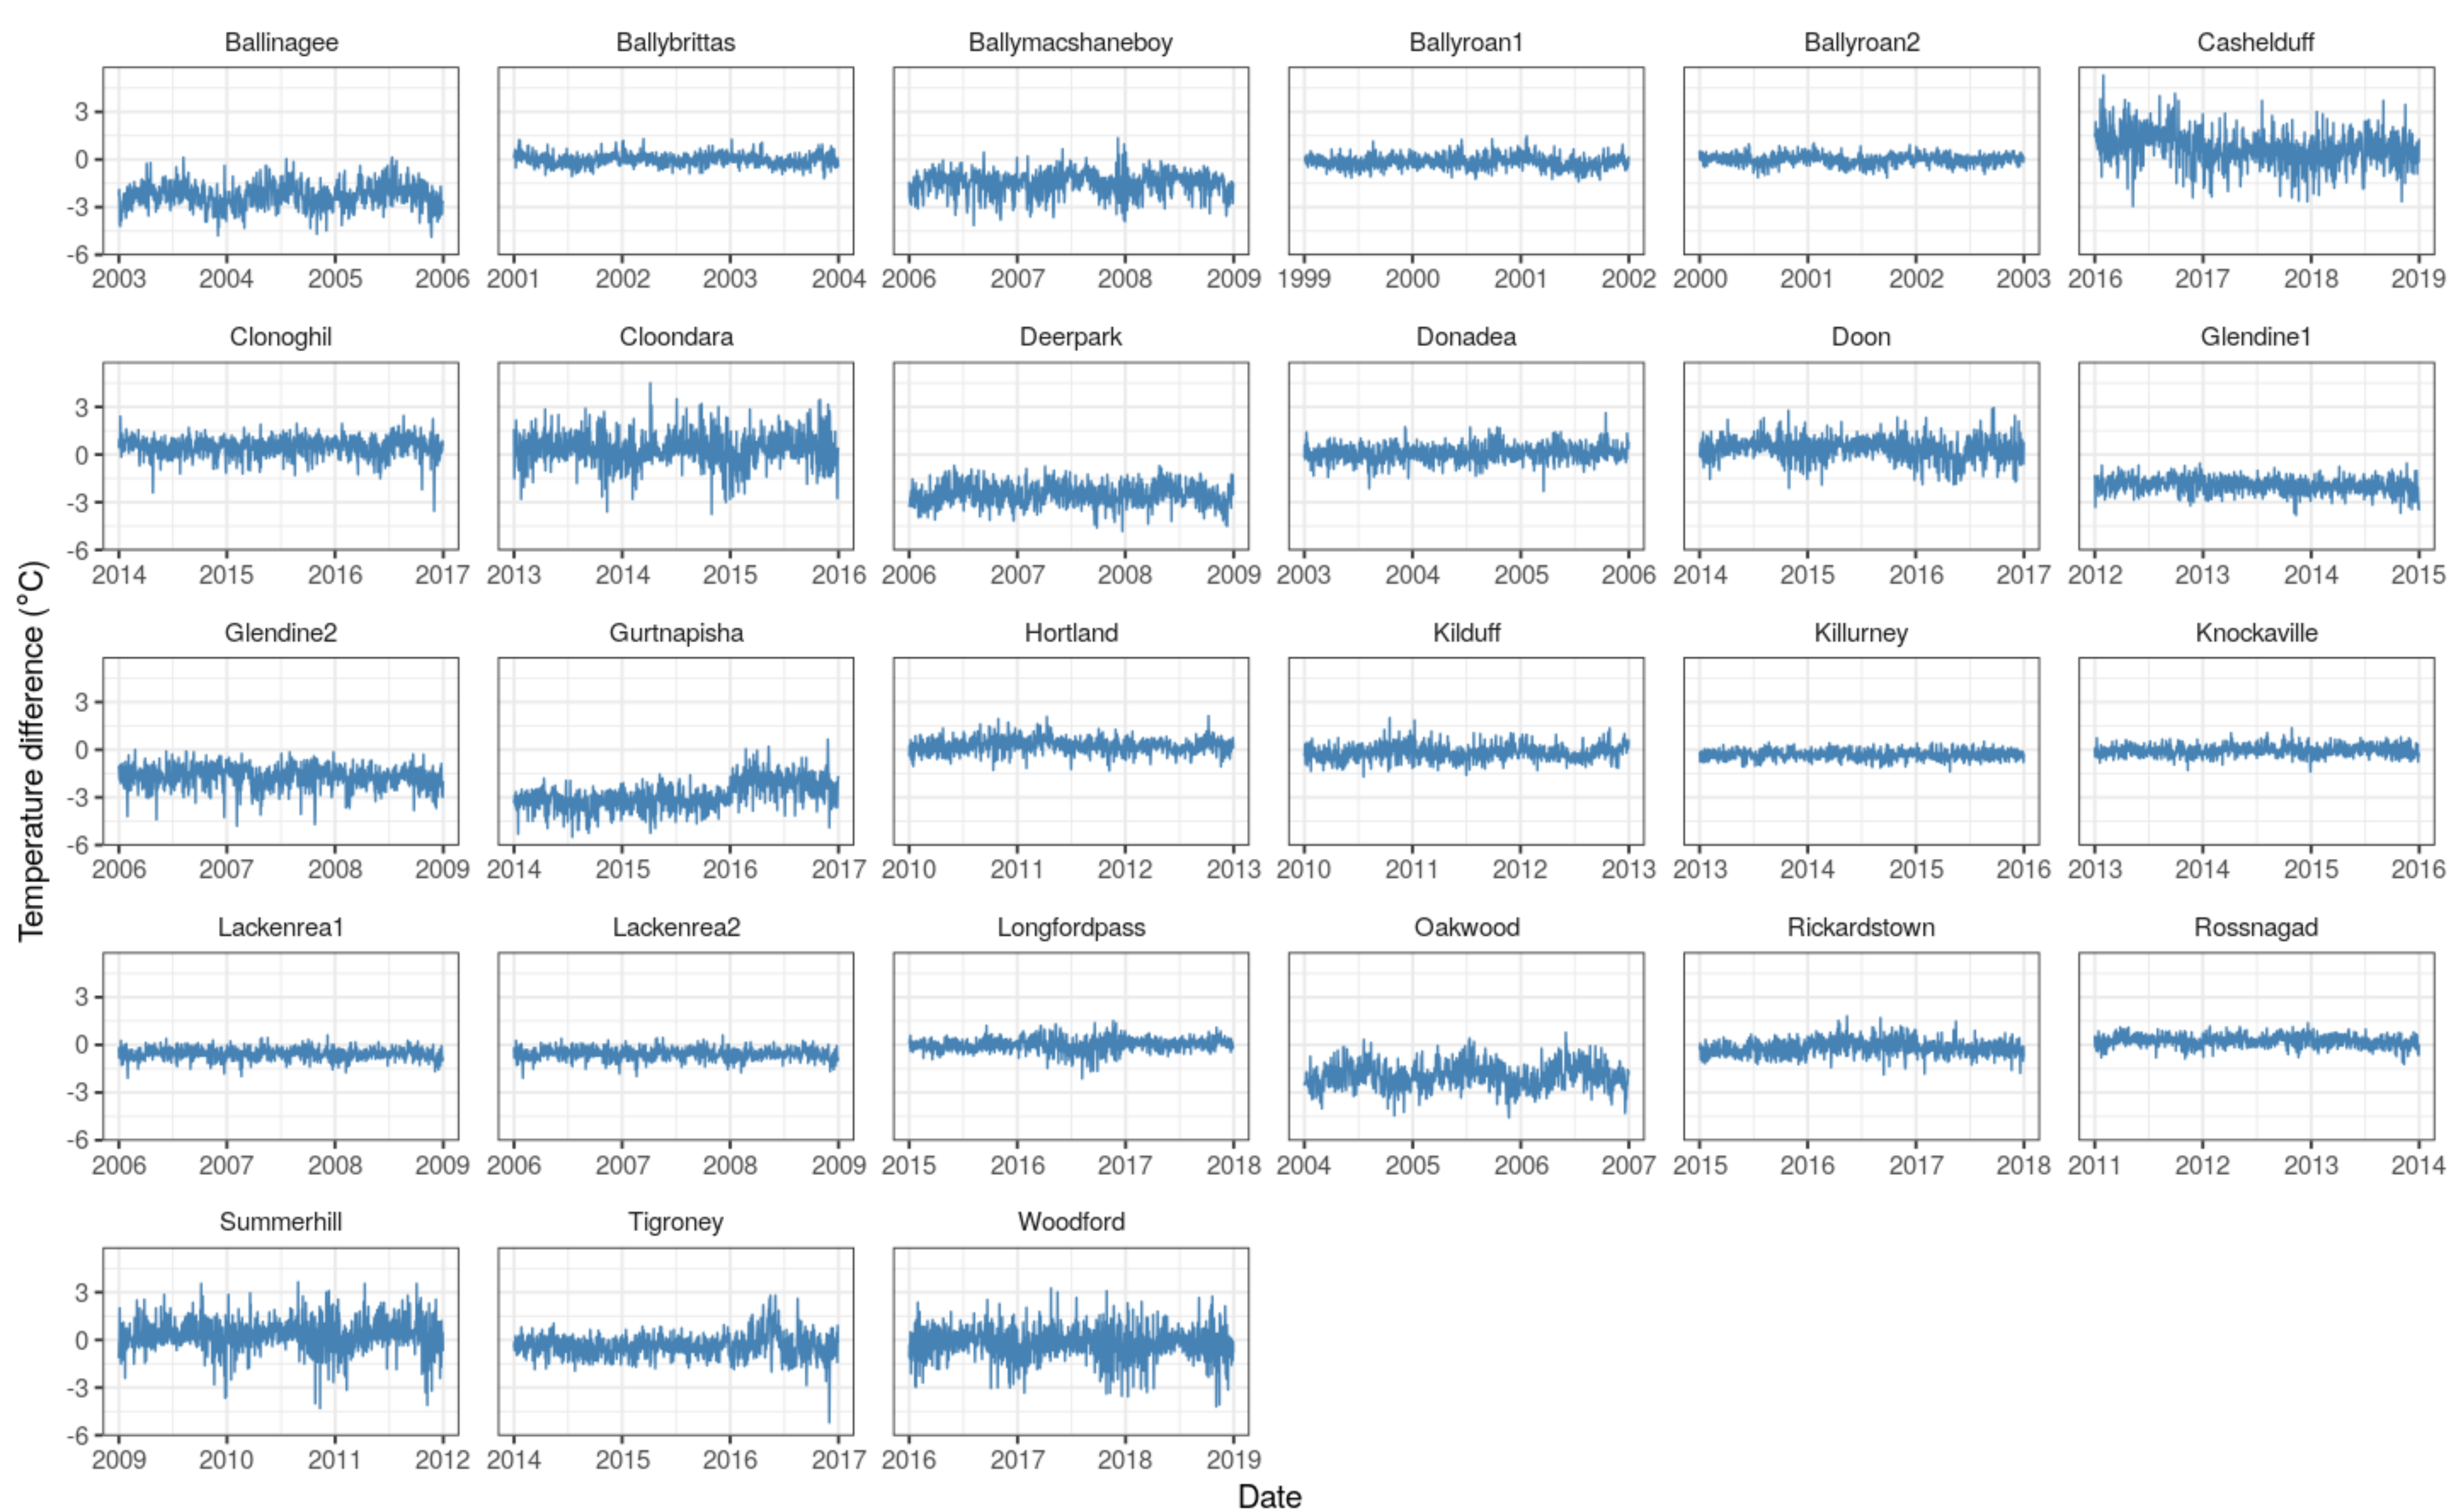 Ballinagee Ballybrittas Ballymacshaneboy Ballyroan1 Ballyroan2 Cashelduff
3
0
-3
-6
2003 2004 2005 2006 2001 2002 2003 2004 2006 2007 2008 2009 1999 2000 2001 2002 2000 2001 2002 2003 2016 2017 2018 2019
Clonoghil Cloondara Deerpark Donadea Doon Glendine1
3
0
-3
-6
2014 2015 2016 2017 2013 2014 2015 2016 2006 2007 2008 2009 2003 2004 2005 2006 2014 2015 2016 2017 2012 2013 2014 2015
Temperature difference (°C)
Glendine2 Gurtnapisha Hortland Kilduff Killurney Knockaville
3
0
-3
-6
2006 2007 2008 2009 2014 2015 2016 2017 2010 2011 2012 2013 2010 2011 2012 2013 2013 2014 2015 2016 2013 2014 2015 2016
Lackenrea1 Lackenrea2 Longfordpass Oakwood Rickardstown Rossnagad
3
0
-3
-6
2006 2007 2008 2009 2006 2007 2008 2009 2015 2016 2017 2018 2004 2005 2006 2007 2015 2016 2017 2018 2011 2012 2013 2014
Summerhill Tigroney Woodford
3
0
-3
-6
2009 2010 2011 2012 2014 2015 2016 2017 2016 2017 2018 2019
Date